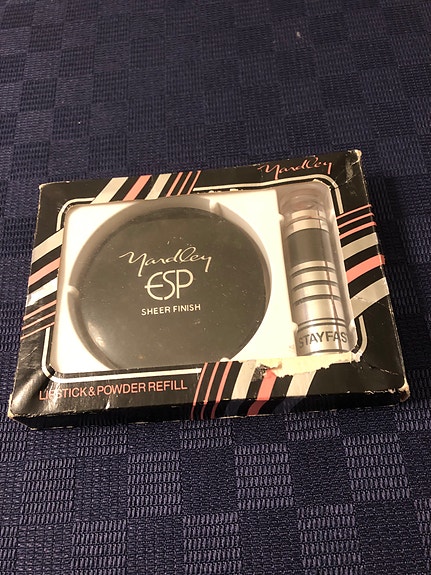 Yardley
Yardley
ESP
SHEER FINISH
STAYFAS
LIPSTICK & POWDER REFILL